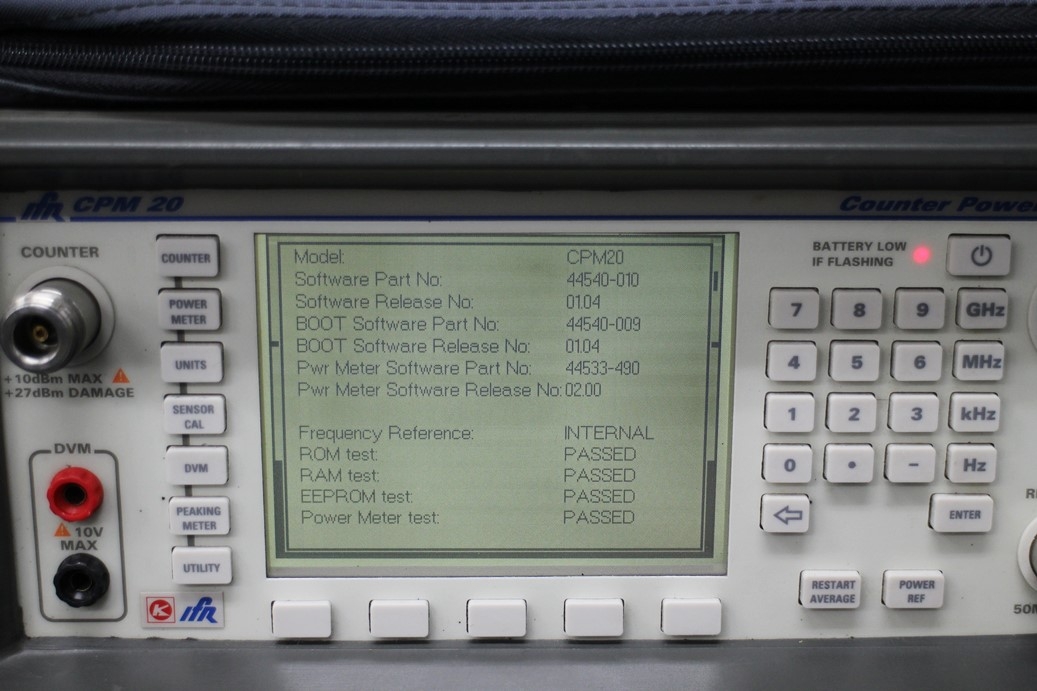 IFR CPM 20
Counter Power
COUNTER
+10dBm MAX
+27dBm DAMAGE
DVM
10V
MAX
COUNTER
POWER
METER
UNITS
SENSOR
CAL
DVM
PEAKING
METER
UTILITY
K IFR
Model: CPM20
Software Part No: 44540-010
Software Release No: 01.04
BOOT Software Part No: 44540-009
BOOT Software Release No: 01.04
Pwr Meter Software Part No: 44533-490
Pwr Meter Software Release No: 02.00
Frequency Reference: INTERNAL
ROM test: PASSED
RAM test: PASSED
EEPROM test: PASSED
Power Meter test: PASSED
BATTERY LOW
IF FLASHING
7 8 9 GHz
4 5 6 MHz
1 2 3 kHz
0 • − Hz
ENTER
RESTART
AVERAGE
POWER
REF